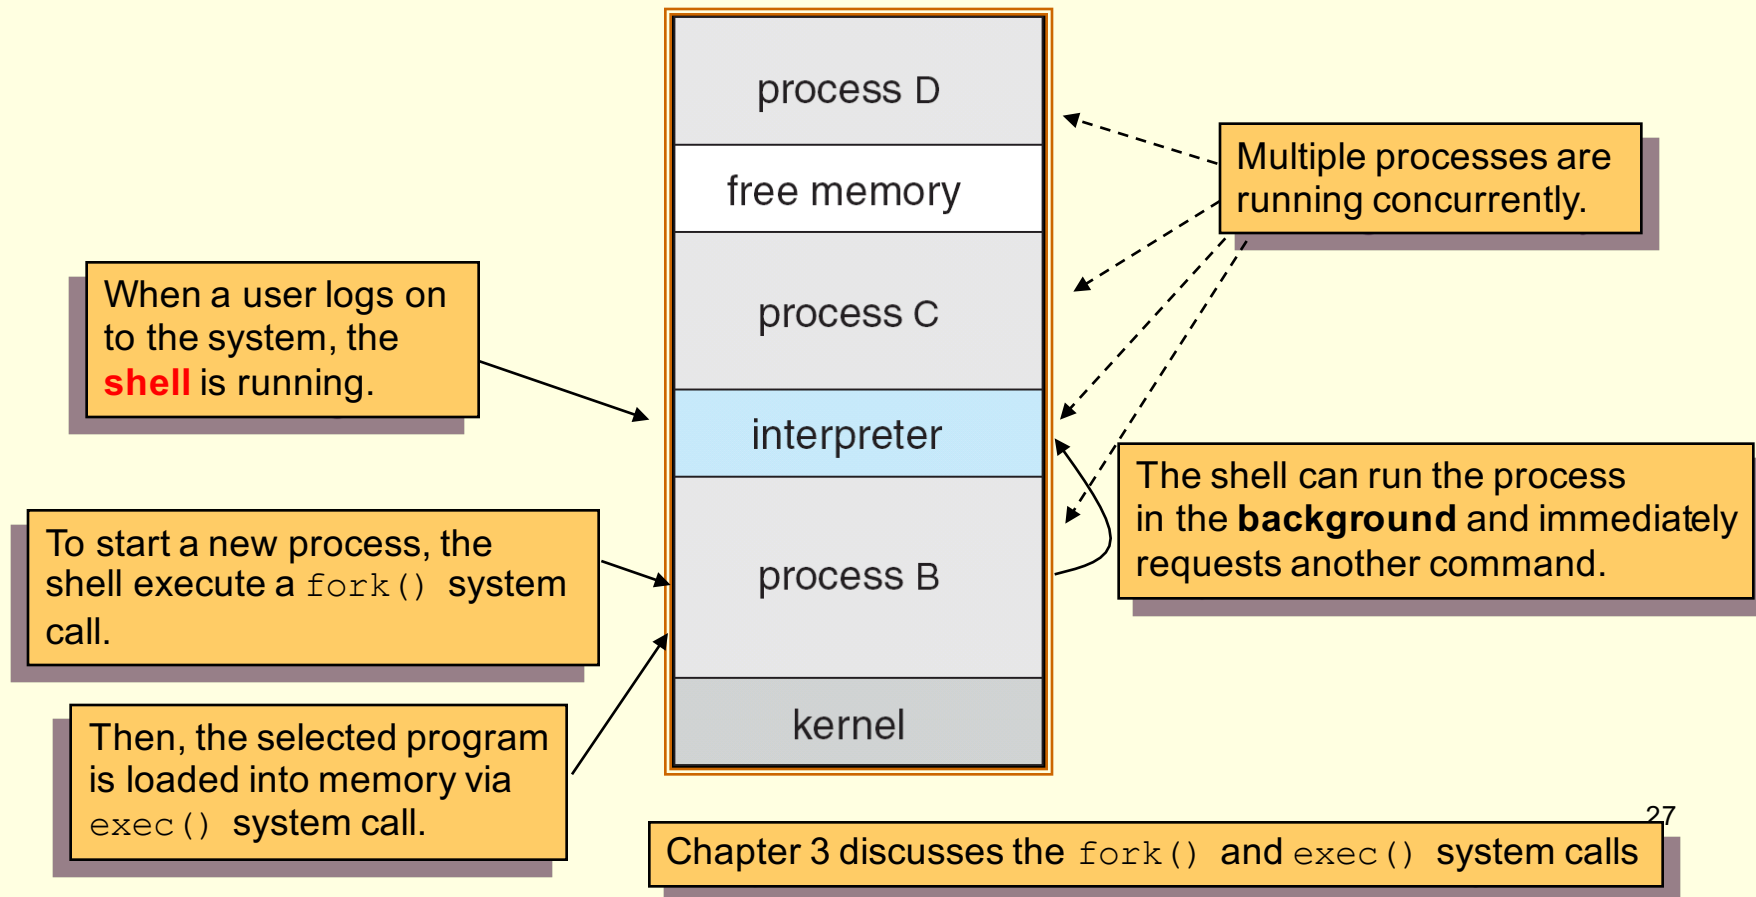 process D
free memory
process C
interpreter
process B
kernel
Multiple processes are
running concurrently.
When a user logs on
to the system, the
shell is running.
The shell can run the process
in the background and immediately
requests another command.
To start a new process, the
shell execute a fork() system
call.
Then, the selected program
is loaded into memory via
exec() system call.
27
Chapter 3 discusses the fork() and exec() system calls